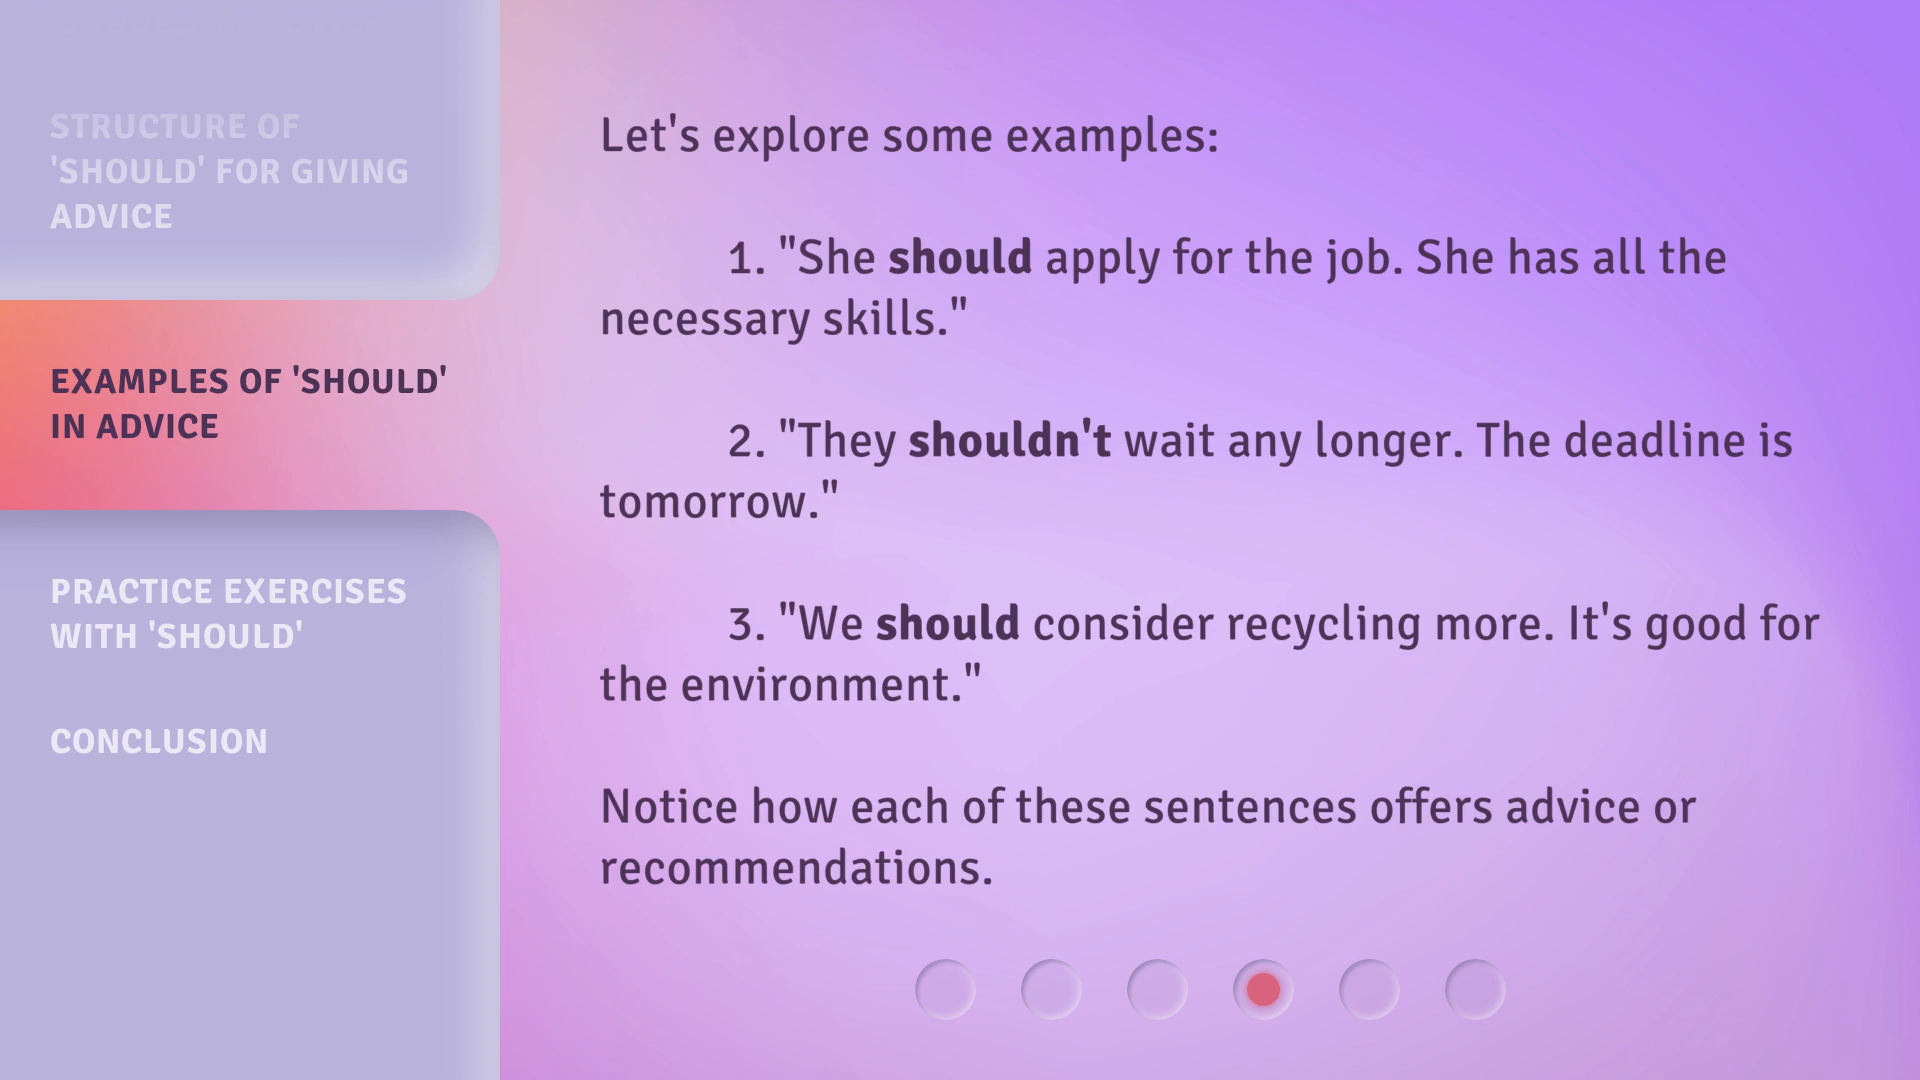 STRUCTURE OF
'SHOULD' FOR GIVING
ADVICE
EXAMPLES OF 'SHOULD'
IN ADVICE
PRACTICE EXERCISES
WITH 'SHOULD'
CONCLUSION
Let's explore some examples:
1. "She should apply for the job. She has all the
necessary skills."
2. "They shouldn't wait any longer. The deadline is
tomorrow."
3. "We should consider recycling more. It's good for
the environment."
Notice how each of these sentences offers advice or
recommendations.